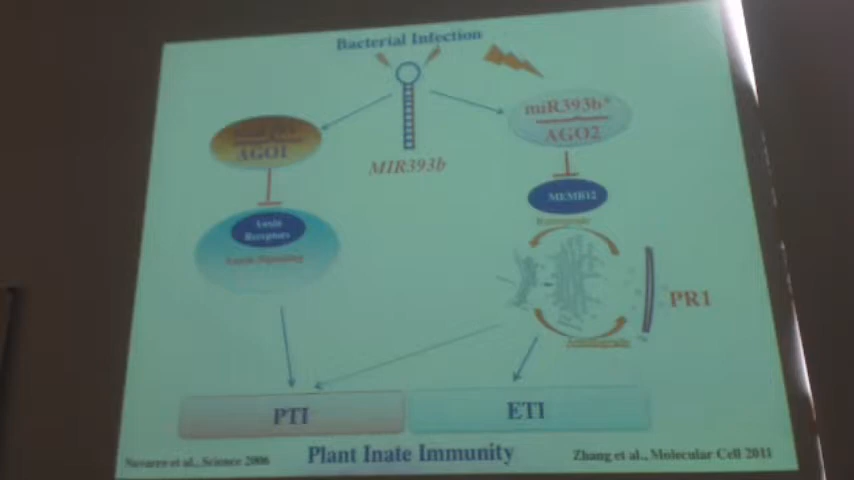 Bacterial Infection
miR393b*
AGO2
AGO1
MIR393b
MEMB12
Auxin
Receptors
Auxin Signaling
PR1
PTI
ETI
Navarro et al., Science 2006
Plant Inate Immunity
Zhang et al., Molecular Cell 2011